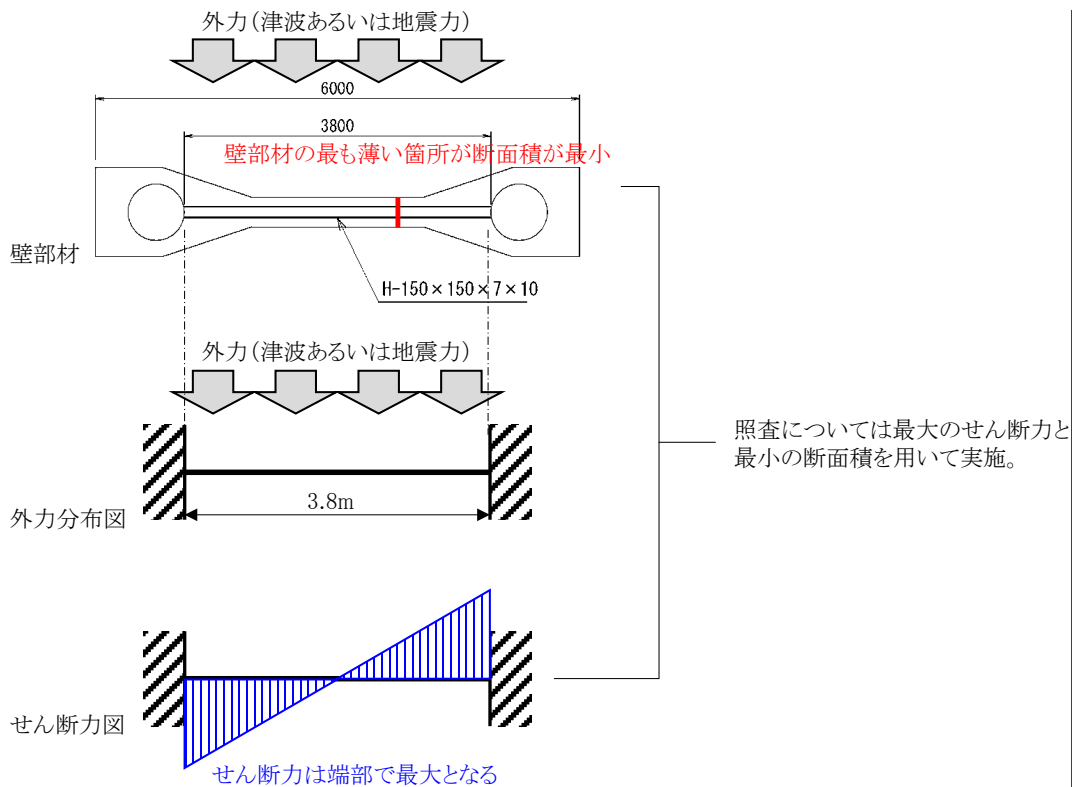 外力（津波あるいは地震力）
6000
3800
壁部材の最も薄い箇所が断面積が最小
壁部材
H-150×150×7×10
外力（津波あるいは地震力）
照査については最大のせん断力と
最小の断面積を用いて実施。
3.8m
外力分布図
せん断力図
せん断力は端部で最大となる